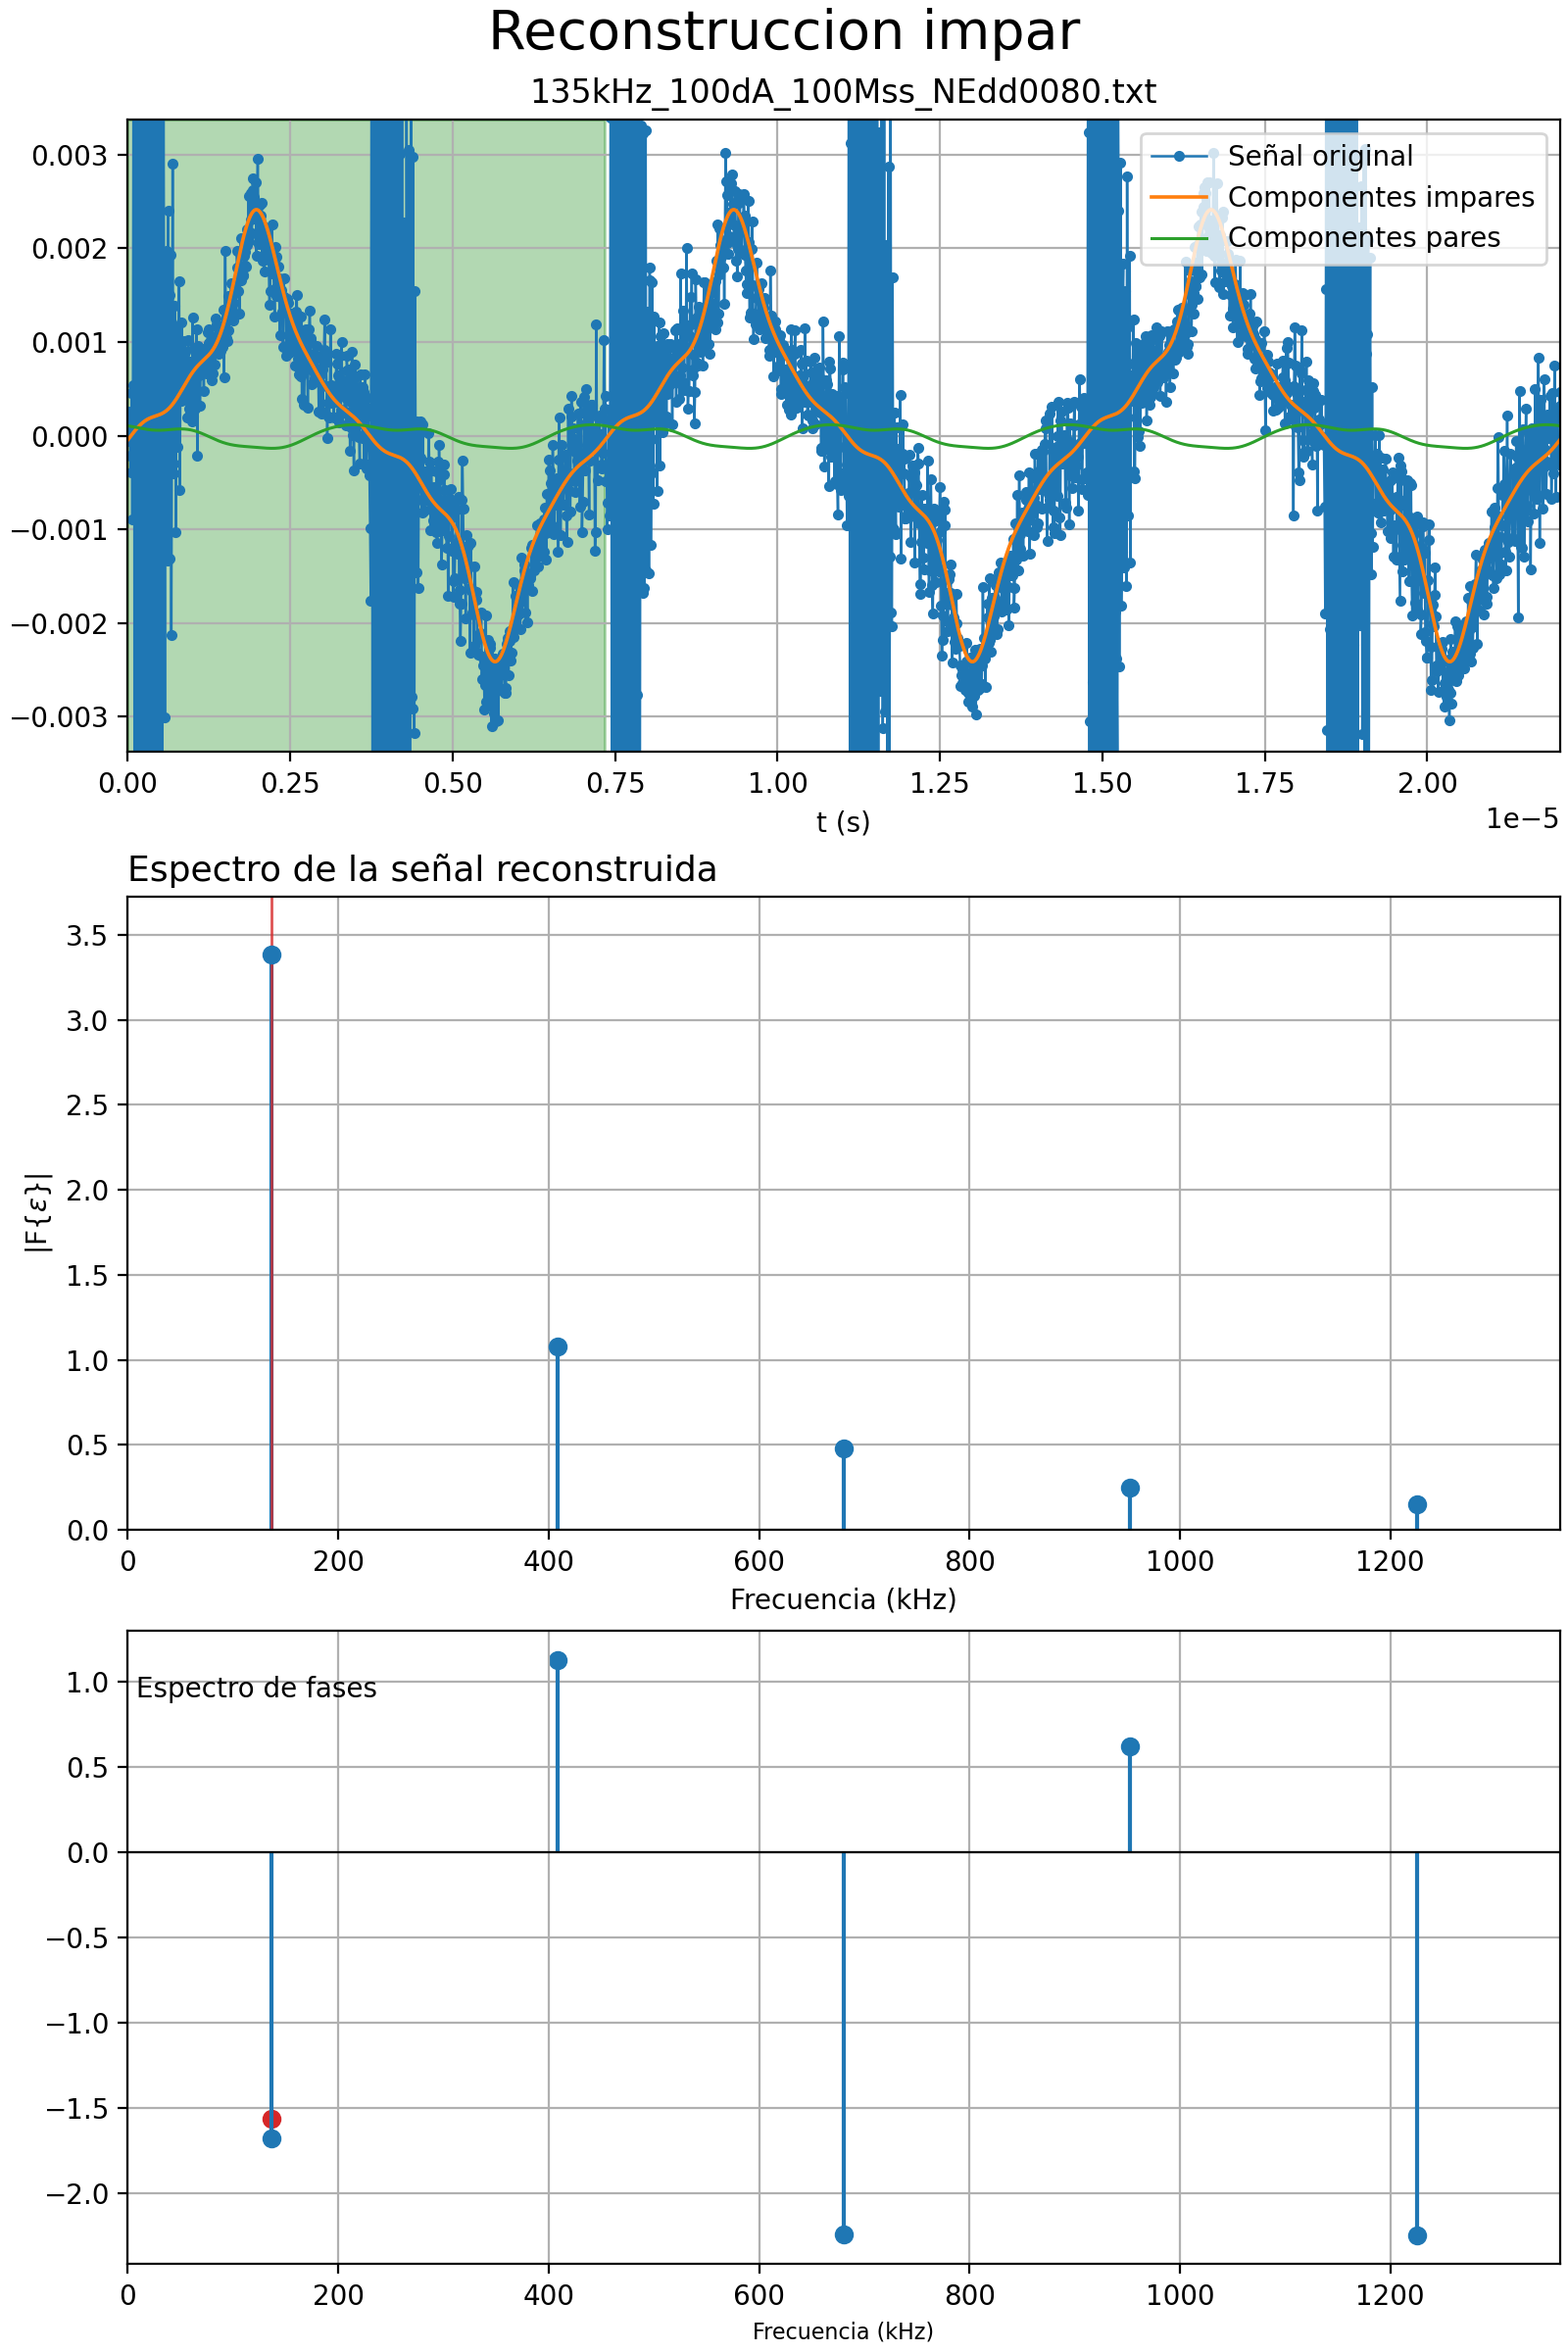 Reconstruccion impar
135kHz_100dA_100Mss_NEdd0080.txt
0.003
0.002
0.001
0.000
−0.001
−0.002
−0.003
Señal original
Componentes impares
Componentes pares
0.00 0.25 0.50 0.75 1.00 1.25 1.50 1.75 2.00
1e−5
t (s)
Espectro de la señal reconstruida
3.5
3.0
2.5
2.0
1.5
1.0
0.5
0.0
|F{ε}|
0 200 400 600 800 1000 1200
Frecuencia (kHz)
Espectro de fases
1.0
0.5
0.0
−0.5
−1.0
−1.5
−2.0
0 200 400 600 800 1000 1200
Frecuencia (kHz)